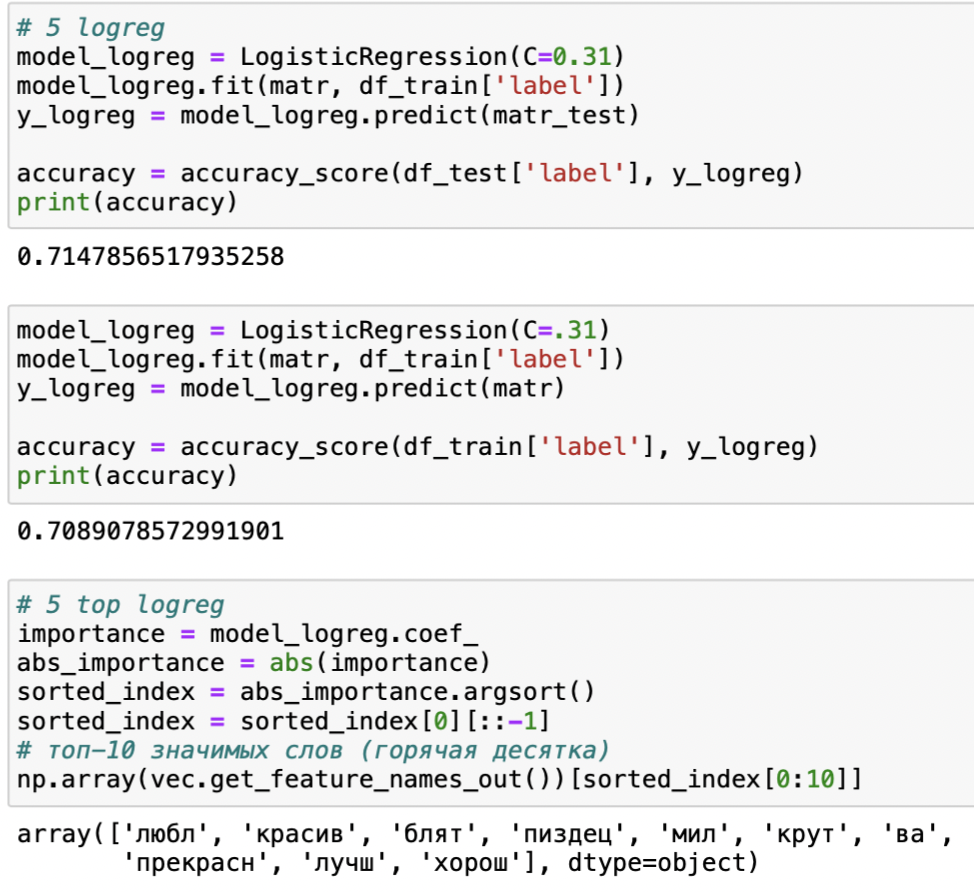 # 5 logreg
model_logreg = LogisticRegression(C=0.31)
model_logreg.fit(matr, df_train['label'])
y_logreg = model_logreg.predict(matr_test)
accuracy = accuracy_score(df_test['label'], y_logreg)
print(accuracy)
0.7147856517935258
model_logreg = LogisticRegression(C=.31)
model_logreg.fit(matr, df_train['label'])
y_logreg = model_logreg.predict(matr)
accuracy = accuracy_score(df_train['label'], y_logreg)
print(accuracy)
0.7089078572991901
# 5 top logreg
importance = model_logreg.coef_
abs_importance = abs(importance)
sorted_index = abs_importance.argsort()
sorted_index = sorted_index[0][::-1]
# топ-10 значимых слов (горячая десятка)
np.array(vec.get_feature_names_out())[sorted_index[0:10]]
array(['любл', 'красив', 'блят', 'пиздец', 'мил', 'крут', 'ва',
'прекрасн', 'лучш', 'хорош'], dtype=object)